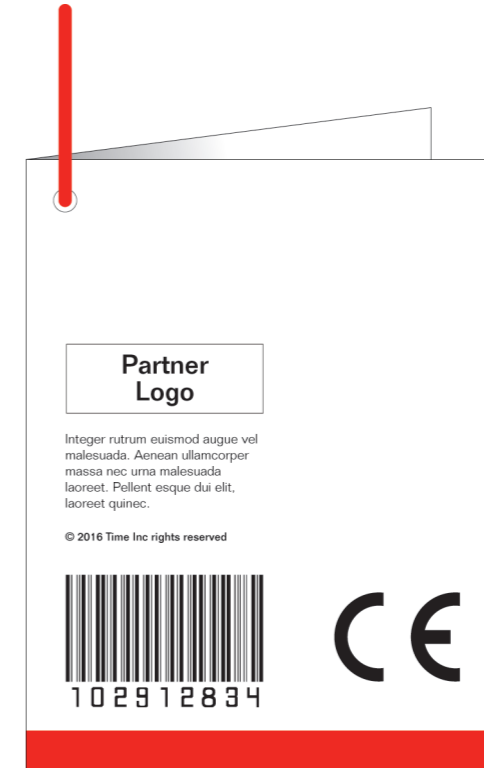 Partner
Logo
Integer rutrum euismod augue vel
malesuada. Aenean ullamcorper
massa nec urna malesuada
laoreet. Pellent esque dui elit,
laoreet quinec.
© 2016 Time Inc rights reserved
102912834
CE